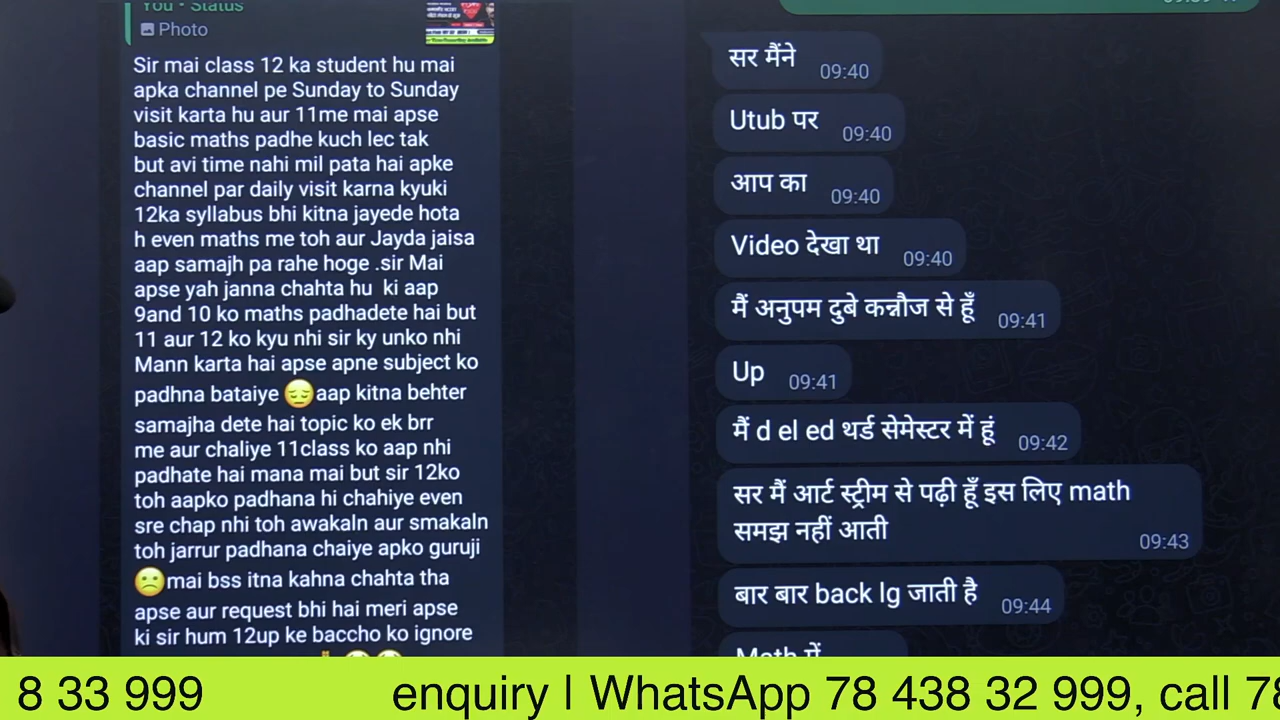 You • Status
Photo
Sir mai class 12 ka student hu mai
apka channel pe Sunday to Sunday
visit karta hu aur 11me mai apse
basic maths padhe kuch lec tak
but avi time nahi mil pata hai apke
channel par daily visit karna kyuki
12ka syllabus bhi kitna jayede hota
h even maths me toh aur Jayda jaisa
aap samajh pa rahe hoge .sir Mai
apse yah janna chahta hu  ki aap
9and 10 ko maths padhadete hai but
11 aur 12 ko kyu nhi sir ky unko nhi
Mann karta hai apse apne subject ko
padhna bataiye 😔aap kitna behter
samajha dete hai topic ko ek brr
me aur chaliye 11class ko aap nhi
padhate hai mana mai but sir 12ko
toh aapko padhana hi chahiye even
sre chap nhi toh awakaln aur smakaln
toh jarrur padhana chaiye apko guruji
☹️mai bss itna kahna chahta tha
apse aur request bhi hai meri apse
ki sir hum 12up ke baccho ko ignore
सर मैंने 09:40
Utub पर 09:40
आप का 09:40
Video देखा था 09:40
मैं अनुपम दुबे कन्नौज से हूँ 09:41
Up 09:41
मैं d el ed थर्ड सेमेस्टर में हूं 09:42
सर मैं आर्ट स्ट्रीम से पढ़ी हूँ इस लिए math
समझ नहीं आती 09:43
बार बार back lg जाती है 09:44
Math में
8 33 999 enquiry | WhatsApp 78 438 32 999, call 78